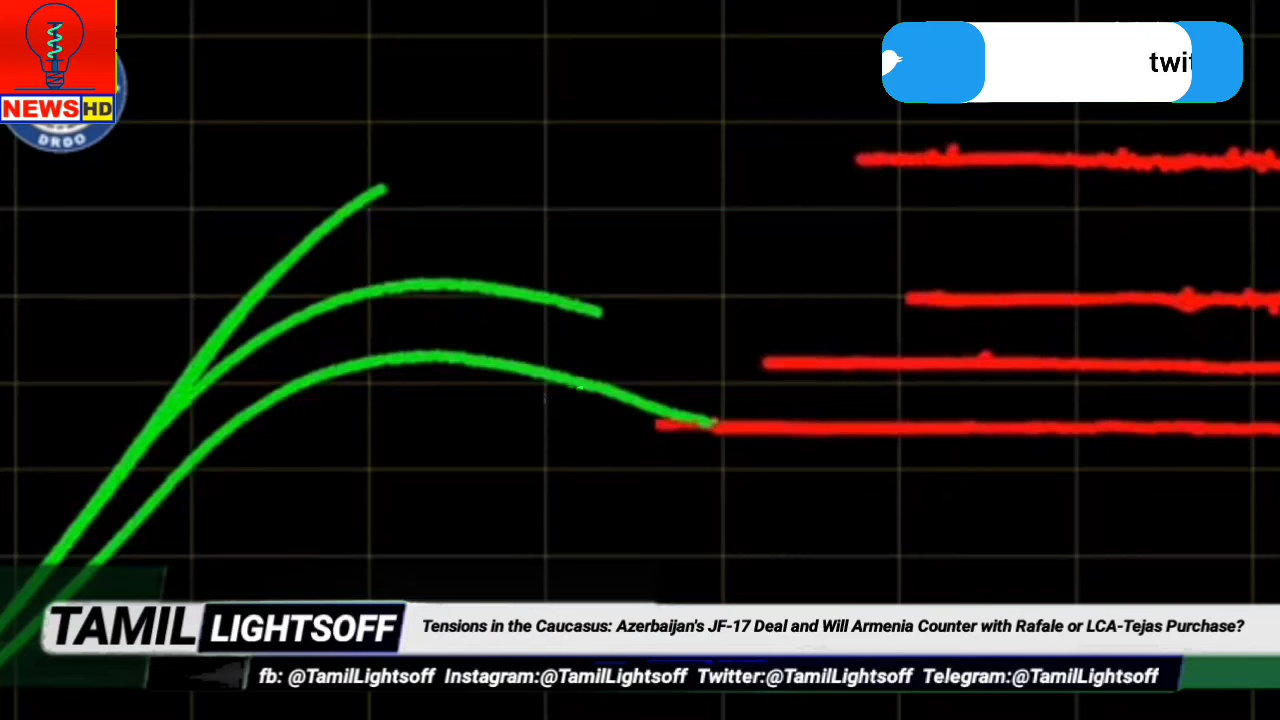 NEWS HD
DRDO
twit
TAMIL LIGHTSOFF
Tensions in the Caucasus: Azerbaijan's JF-17 Deal and Will Armenia Counter with Rafale or LCA-Tejas Purchase?
fb: @TamilLightsoff Instagram:@TamilLightsoff Twitter:@TamilLightsoff Telegram:@TamilLightsoff